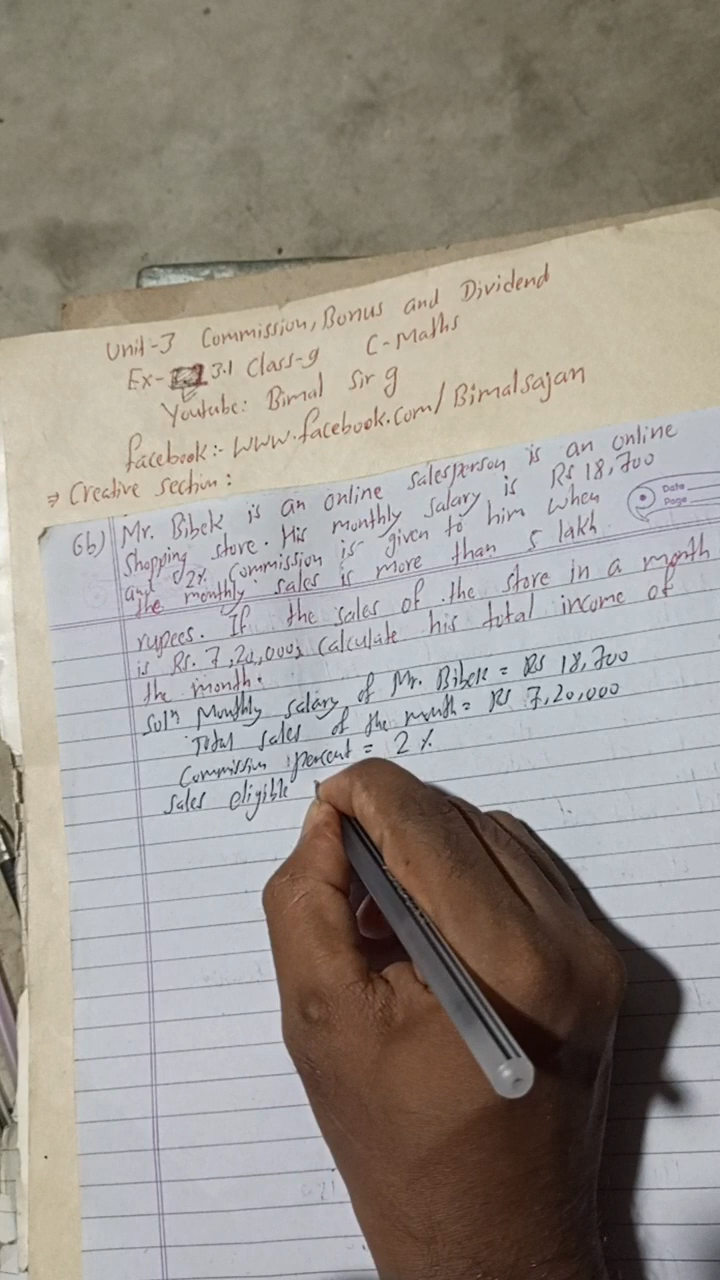 Unit-3 Commission, Bonus and Dividend
Ex- 3.1 Class-9 C-Maths
Youtube: Bimal Sir g
facebook:- www.facebook.com/Bimalsajan
⇒ Creative section:
6b) Mr. Bibek is an online salesperson is an online
shopping store. His monthly salary is Rs 18,700
and 2% commission is given to him when
the monthly sales is more than 5 lakh
Date
Page
rupees. If the sales of the store in a month
is Rs. 7,20,000, calculate his total income of
the month.
Solⁿ Monthly salary of Mr. Bibek = Rs 18,700
Total sales of the month = Rs 7,20,000
Commission percent = 2 %
Sales eligible